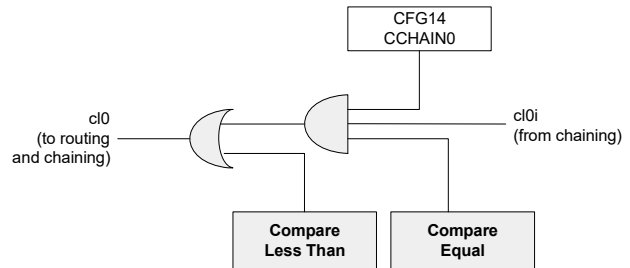 CFG14
CCHAIN0
cl0
(to routing
and chaining)
cl0i
(from chaining)
Compare
Less Than
Compare
Equal